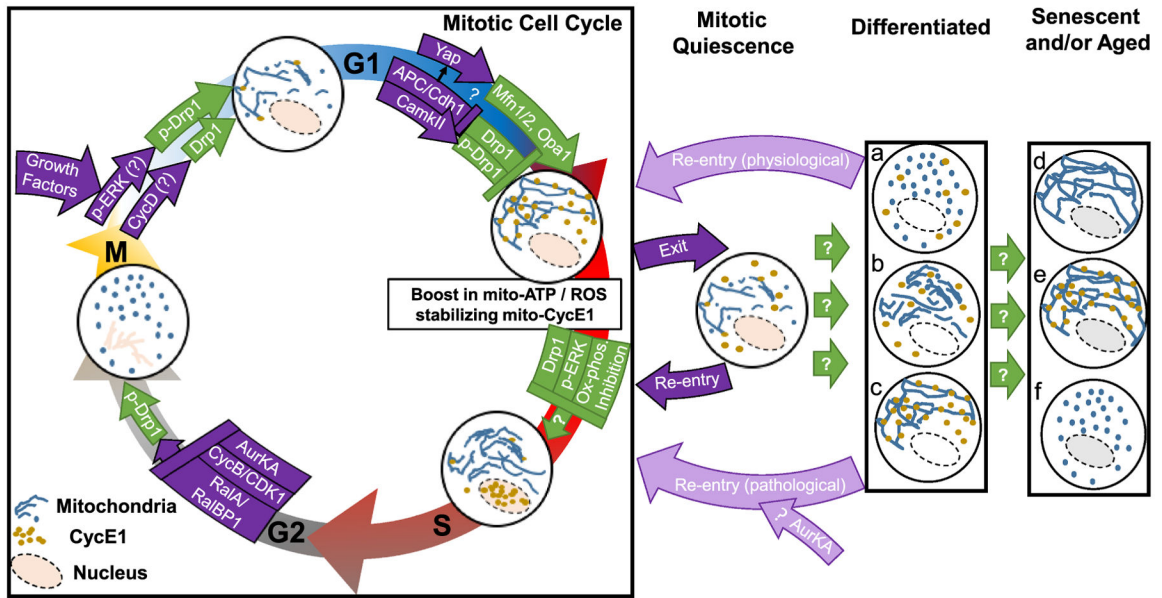 Mitotic Cell Cycle
Mitotic
Quiescence
Differentiated
Senescent
and/or Aged
G1
Yap
?
APC/Cdh1
CamkII
Mfn1/2, Opa1
Drp1
p-Drp1
p-Drp1
Drp1
Growth
Factors
p-ERK (?)
CycD (?)
M
Boost in mito-ATP / ROS
stabilizing mito-CycE1
Drp1
p-ERK
Ox-phos.
Inhibition
?
S
G2
AurKA
CycB/CDK1
RalA/
RalBP1
p-Drp1
Mitochondria
CycE1
Nucleus
Re-entry (physiological)
Exit
Re-entry
Re-entry (pathological)
? AurKA
?
?
?
a
b
c
?
?
?
d
e
f